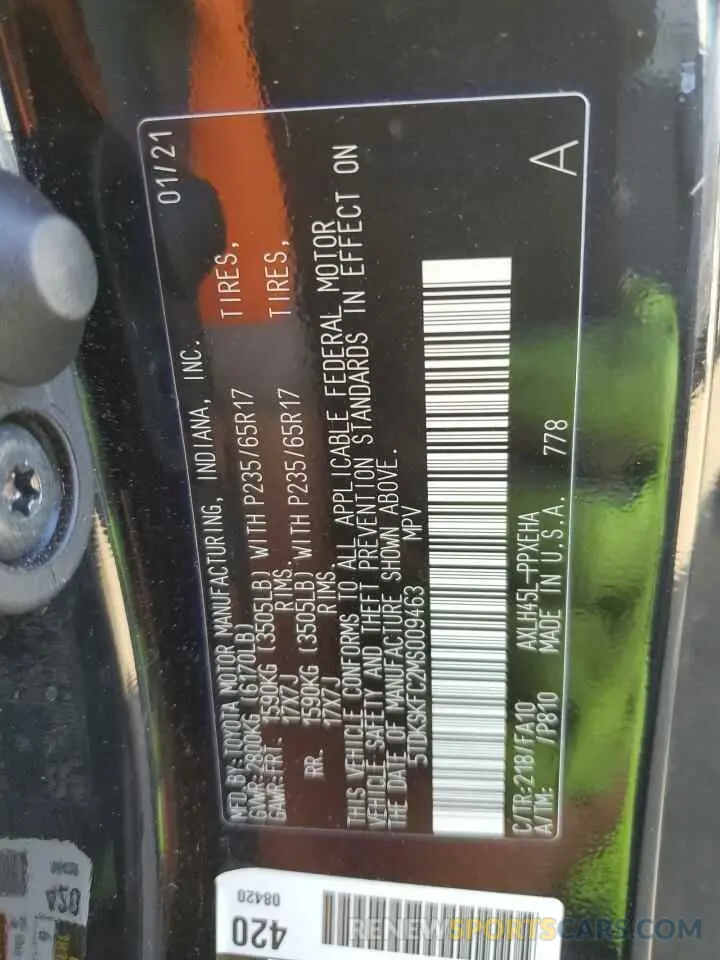 01/21
MFD BY: TOYOTA MOTOR MANUFACTURING, INDIANA, INC.
GVWR: 2800KG (6170LB)
GAWR: FRT. 1590KG (3505LB) WITH P235/65R17 TIRES,
17X7J RIMS.
RR. 1590KG (3505LB) WITH P235/65R17 TIRES,
17X7J RIMS.
THIS VEHICLE CONFORMS TO ALL APPLICABLE FEDERAL MOTOR
VEHICLE SAFETY AND THEFT PREVENTION STANDARDS IN EFFECT ON
THE DATE OF MANUFACTURE SHOWN ABOVE.
5TDKRKFC2MS009463 MPV
C/TR: 218/FA10 AXLH45L-PPXEHA
A/TM: /P810 MADE IN U.S.A. 778
A
420
08420
420
RENEWSPORTSCARS.COM